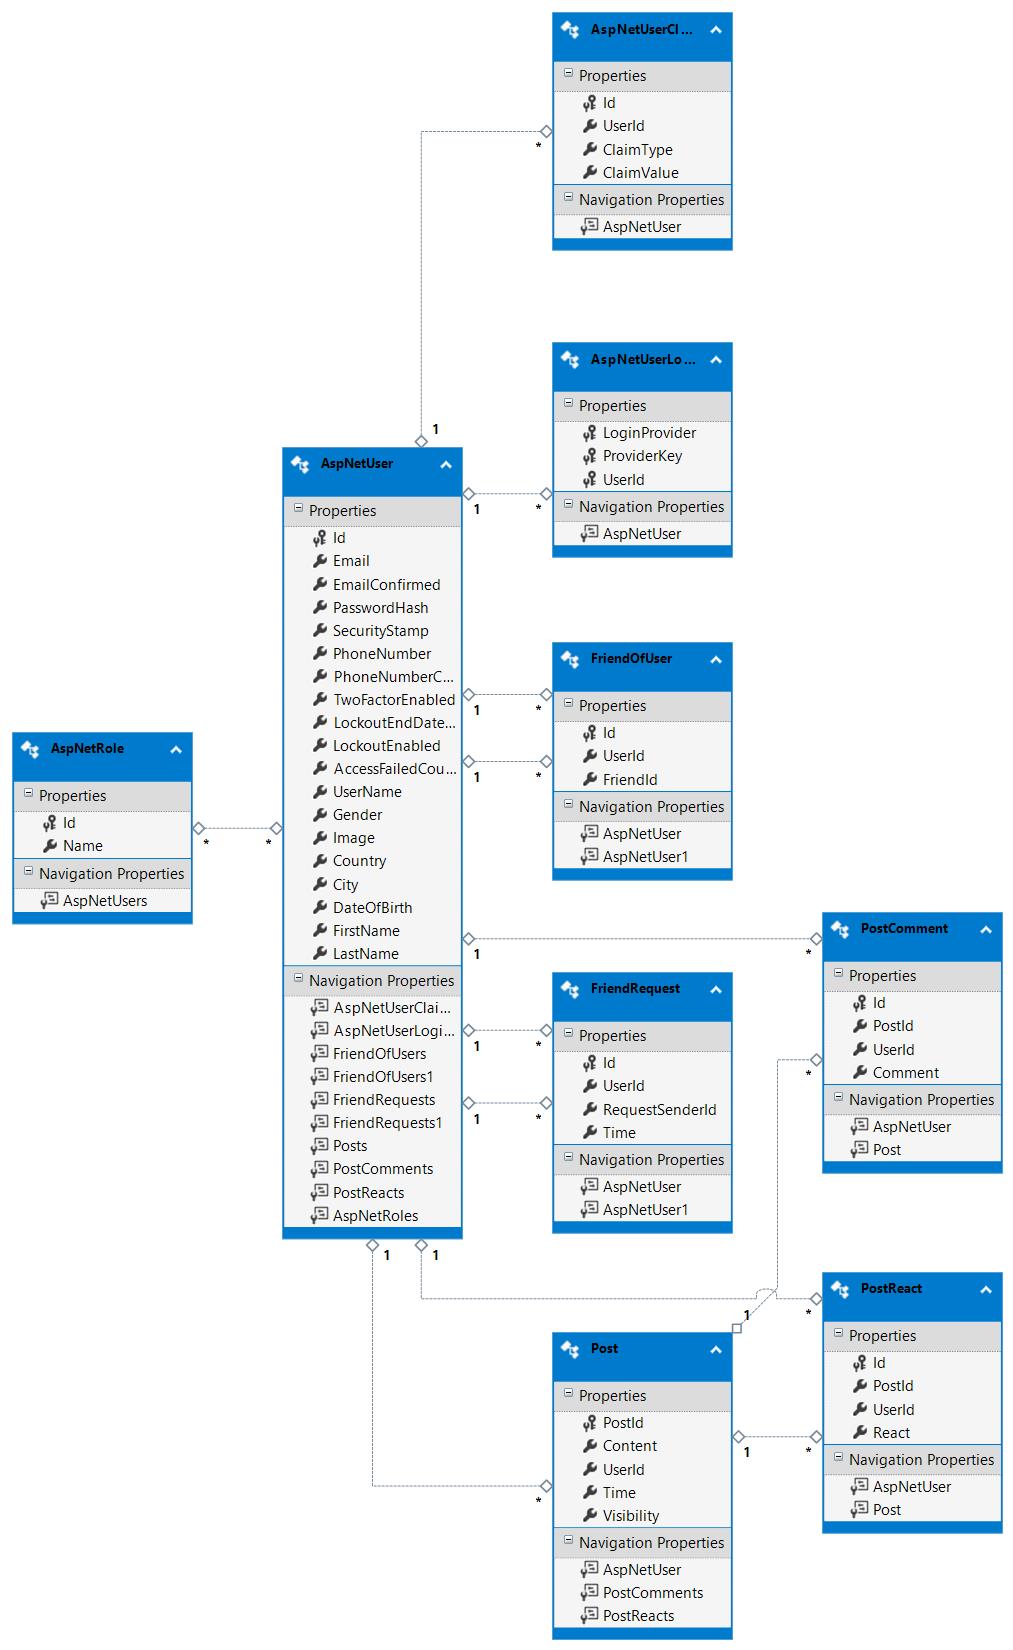 AspNetUserCl...
Properties
Id
UserId
ClaimType
ClaimValue
Navigation Properties
AspNetUser
*
1
AspNetUserLo...
Properties
LoginProvider
ProviderKey
UserId
Navigation Properties
AspNetUser
1
*
AspNetUser
Properties
Id
Email
EmailConfirmed
PasswordHash
SecurityStamp
PhoneNumber
PhoneNumberC...
TwoFactorEnabled
LockoutEndDate...
LockoutEnabled
AccessFailedCou...
UserName
Gender
Image
Country
City
DateOfBirth
FirstName
LastName
Navigation Properties
AspNetUserClai...
AspNetUserLogi...
FriendOfUsers
FriendOfUsers1
FriendRequests
FriendRequests1
Posts
PostComments
PostReacts
AspNetRoles
FriendOfUser
Properties
Id
UserId
FriendId
Navigation Properties
AspNetUser
AspNetUser1
1
*
1
*
AspNetRole
Properties
Id
Name
Navigation Properties
AspNetUsers
*
*
PostComment
Properties
Id
PostId
UserId
Comment
Navigation Properties
AspNetUser
Post
1
*
*
FriendRequest
Properties
Id
UserId
RequestSenderId
Time
Navigation Properties
AspNetUser
AspNetUser1
1
*
1
*
1
1
PostReact
Properties
Id
PostId
UserId
React
Navigation Properties
AspNetUser
Post
*
1
Post
Properties
PostId
Content
UserId
Time
Visibility
Navigation Properties
AspNetUser
PostComments
PostReacts
1
*
*